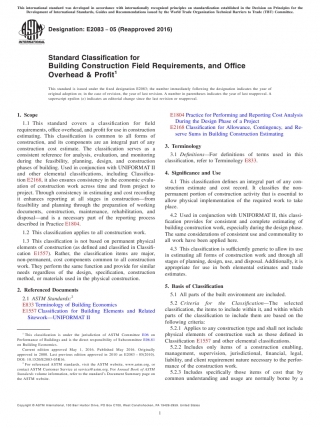 This international standard was developed in accordance with internationally recognized principles on standardization established in the Decision on Principles for the
Development of International Standards, Guides and Recommendations issued by the World Trade Organization Technical Barriers to Trade (TBT) Committee.
Designation: E2083 − 05 (Reapproved 2016)
INTERNATIONAL
Standard Classification for
Building Construction Field Requirements, and Office
Overhead & Profit1
This standard is issued under the fixed designation E2083; the number immediately following the designation indicates the year of
original adoption or, in the case of revision, the year of last revision. A number in parentheses indicates the year of last reapproval. A
superscript epsilon (ε) indicates an editorial change since the last revision or reapproval.
1. Scope
1.1 This standard covers a classification for field
requirements, office overhead, and profit for use in construction
estimating. This classification is common to all forms of
construction, and its components are an integral part of any
construction cost estimate. The classification serves as a
consistent reference for analysis, evaluation, and monitoring
during the feasibility, planning, design, and construction
phases of building. Used in conjunction with UNIFORMAT II
and other elemental classifications, including Classifica-
tion E2168, it also ensures consistency in the economic evalu-
ation of construction work across time and from project to
project. Through consistency in estimating and cost recording
it enhances reporting at all stages in construction—from
feasibility and planning through the preparation of working
documents, construction, maintenance, rehabilitation, and
disposal—and is a necessary part of the reporting process
described in Practice E1804.
1.2 This classification applies to all construction work.
1.3 This classification is not based on permanent physical
elements of construction (as defined and classified in Classifi-
cation E1557). Rather, the classification items are major,
non-permanent, cost components common to all construction
work. They perform the same function and provide for similar
needs regardless of the design, specification, construction
method, or materials used in the physical construction.
2. Referenced Documents
2.1 ASTM Standards:2
E833 Terminology of Building Economics
E1557 Classification for Building Elements and Related
Sitework—UNIFORMAT II
1 This classification is under the jurisdiction of ASTM Committee E06 on
Performance of Buildings and is the direct responsibility of Subcommittee E06.81
on Building Economics.
Current edition approved May 1, 2016. Published May 2016. Originally
approved in 2000. Last previous edition approved in 2010 as E2083 – 05(2010).
DOI: 10.1520/E2083-05R16.
2 For referenced ASTM standards, visit the ASTM website, www.astm.org, or
contact ASTM Customer Service at service@astm.org. For Annual Book of ASTM
Standards volume information, refer to the standard's Document Summary page on
the ASTM website.
E1804 Practice for Performing and Reporting Cost Analysis
During the Design Phase of a Project
E2168 Classification for Allowance, Contingency, and Re-
serve Sums in Building Construction Estimating
3. Terminology
3.1 Definitions—For definitions of terms used in this
classification, refer to Terminology E833.
4. Significance and Use
4.1 This classification defines an integral part of any con-
struction estimate and cost record. It classifies the non-
permanent portion of construction activity that is essential to
allow physical implementation of the required work to take
place.
4.2 Used in conjunction with UNIFORMAT II, this classi-
fication provides for consistent and complete estimating of
building construction work, especially during the design phase.
The same considerations of consistent use and commonality to
all work have been applied here.
4.3 This classification is sufficiently generic to allow its use
in estimating all forms of construction work and through all
stages of planning, design, use, and disposal. Additionally, it is
appropriate for use in both elemental estimates and trade
estimates.
5. Basis of Classification
5.1 All parts of the built environment are included.
5.2 Criteria for the Classification—The selected
classification, the items to include within it, and within which
parts of the classification to include them are based on the
following criteria:
5.2.1 Applies to any construction type and shall not include
physical elements of construction such as those defined in
Classification E1557 and other elemental classifications.
5.2.2 Includes only items of a construction enabling,
management, supervision, jurisdictional, financial, legal,
liability, and client requirement nature necessary to the perfor-
mance of the construction work.
5.2.3 Includes specifically those items of cost that by
common understanding and usage are normally borne by a
Copyright © ASTM International, 100 Barr Harbor Drive, PO Box C700, West Conshohocken, PA 19428-2959. United States
1